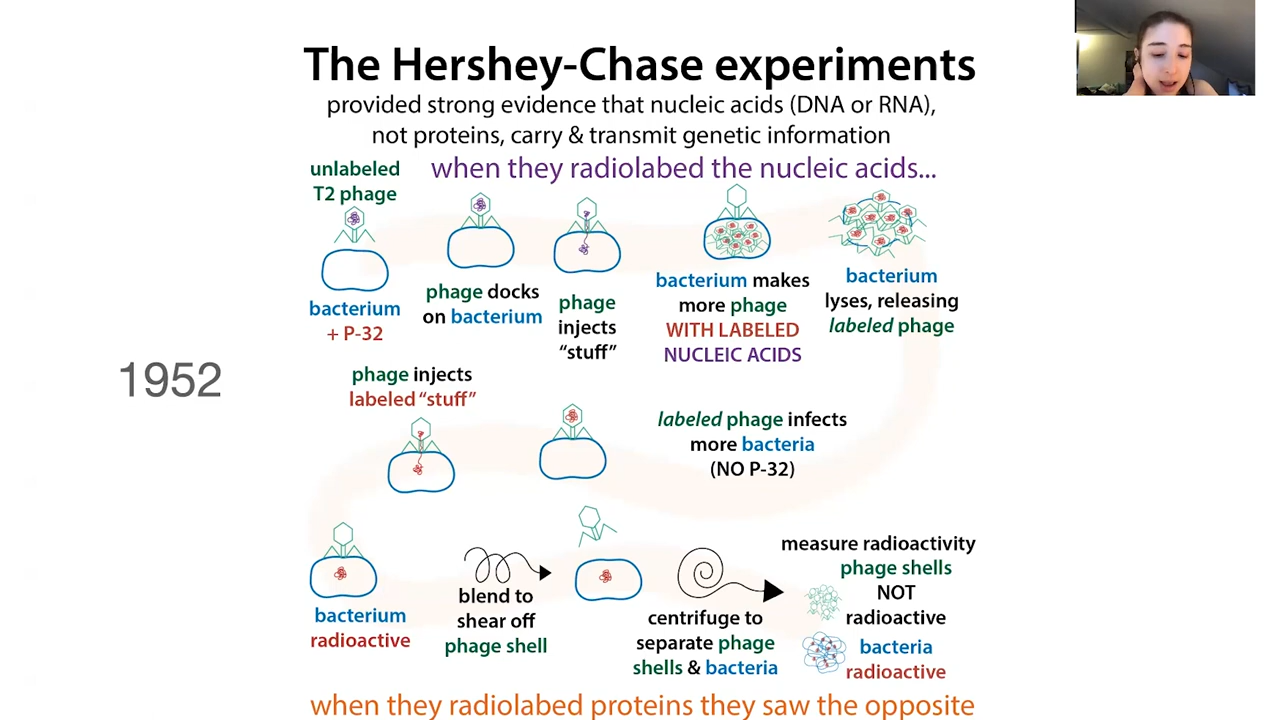 The Hershey-Chase experiments
provided strong evidence that nucleic acids (DNA or RNA),
not proteins, carry & transmit genetic information
when they radiolabed the nucleic acids...
unlabeled
T2 phage
bacterium
+ P-32
phage docks
on bacterium
phage
injects
“stuff”
bacterium makes
more phage
WITH LABELED
NUCLEIC ACIDS
bacterium
lyses, releasing
labeled phage
1952
phage injects
labeled “stuff”
labeled phage infects
more bacteria
(NO P-32)
bacterium
radioactive
blend to
shear off
phage shell
centrifuge to
separate phage
shells & bacteria
measure radioactivity
phage shells
NOT
radioactive
bacteria
radioactive
when they radiolabed proteins they saw the opposite